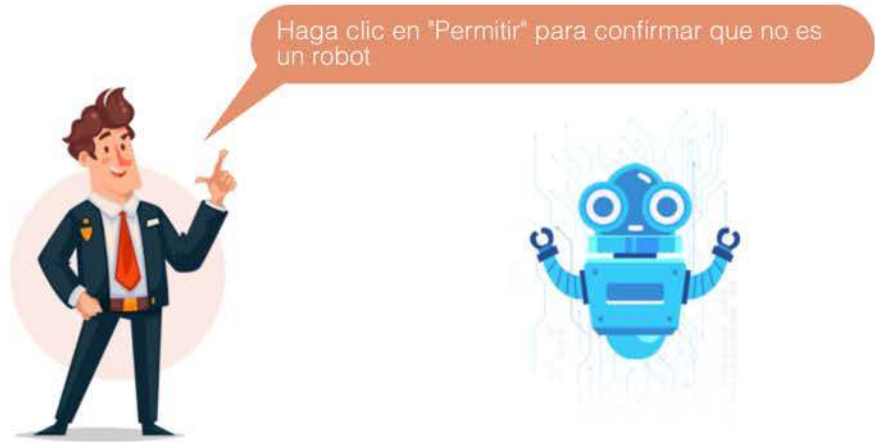 Haga clic en "Permitir" para confirmar que no es
un robot